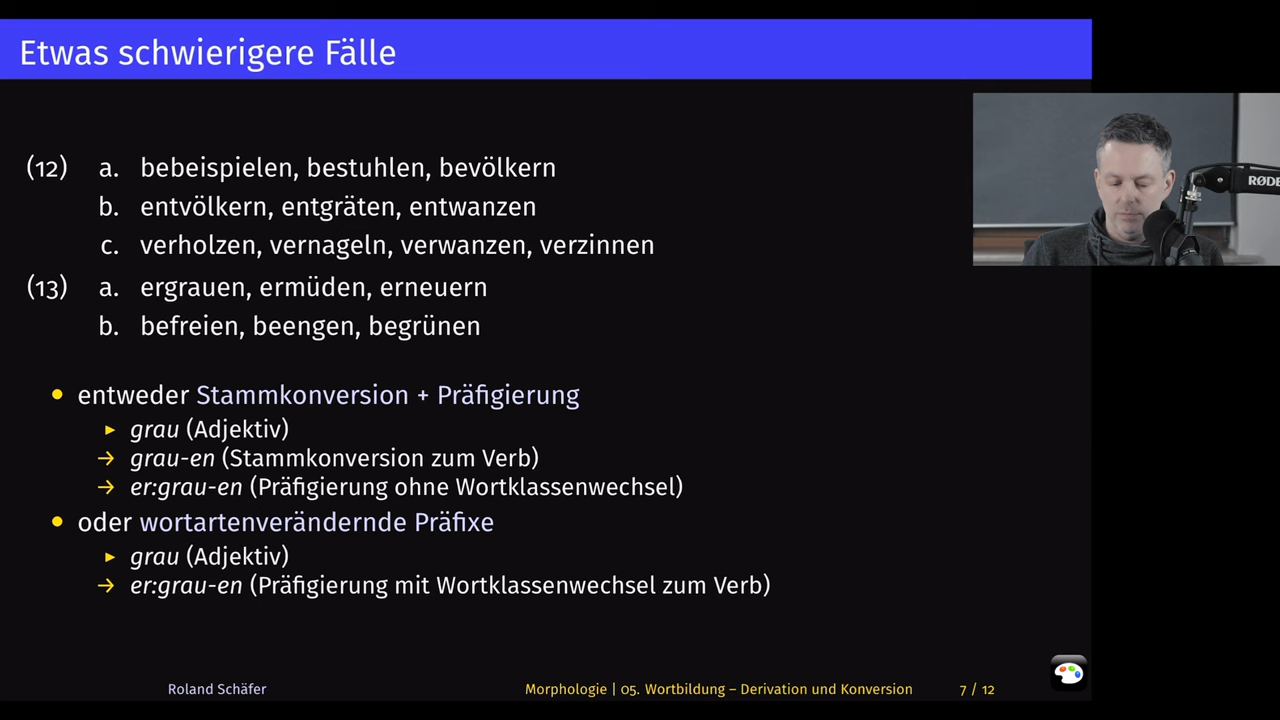 Etwas schwierigere Fälle
(12) a. bebeispielen, bestuhlen, bevölkern
b. entvölkern, entgräten, entwanzen
c. verholzen, vernageln, verwanzen, verzinnen
(13) a. ergrauen, ermüden, erneuern
b. befreien, beengen, begrünen
• entweder Stammkonversion + Präfigierung
▸ grau (Adjektiv)
→ grau-en (Stammkonversion zum Verb)
→ er:grau-en (Präfigierung ohne Wortklassenwechsel)
• oder wortartenverändernde Präfixe
▸ grau (Adjektiv)
→ er:grau-en (Präfigierung mit Wortklassenwechsel zum Verb)
Roland Schäfer Morphologie | 05. Wortbildung – Derivation und Konversion 7 / 12
RØDE